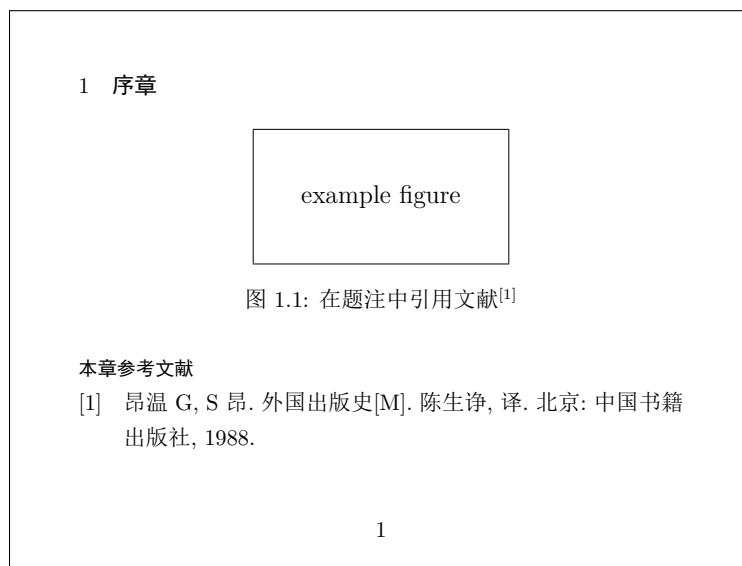 1 序章
example figure
图 1.1: 在题注中引用文献[1]
本章参考文献
[1] 昂温 G, S 昂. 外国出版史[M]. 陈生诤, 译. 北京: 中国书籍
出版社, 1988.
1